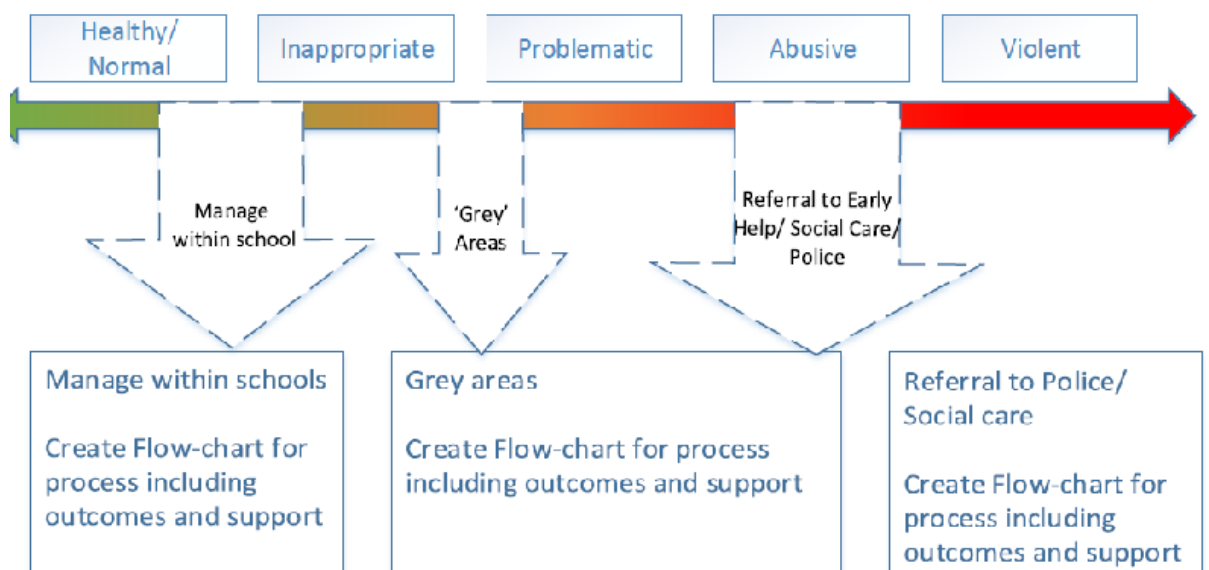 Healthy/
Normal
Inappropriate
Problematic
Abusive
Violent
Manage
within school
'Grey'
Areas
Referral to Early
Help/ Social Care/
Police
Manage within schools
Create Flow-chart for
process including
outcomes and support
Grey areas
Create Flow-chart for process
including outcomes and support
Referral to Police/
Social care
Create Flow-chart for
process including
outcomes and support